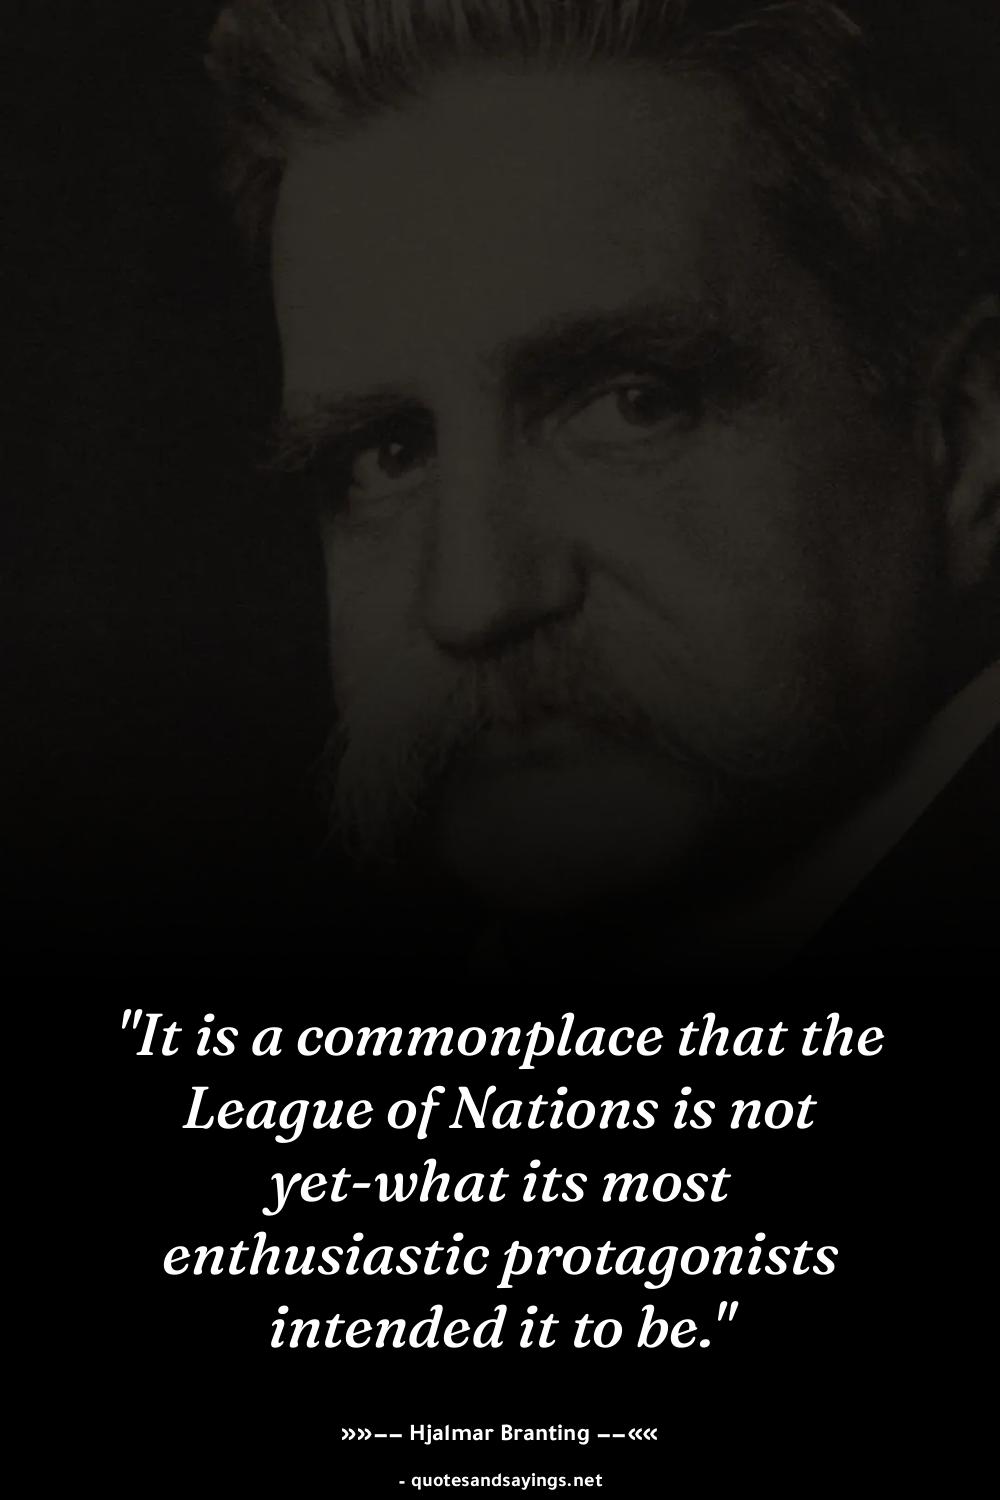 "It is a commonplace that the
League of Nations is not
yet-what its most
enthusiastic protagonists
intended it to be."
»»-- Hjalmar Branting --««
- quotesandsayings.net